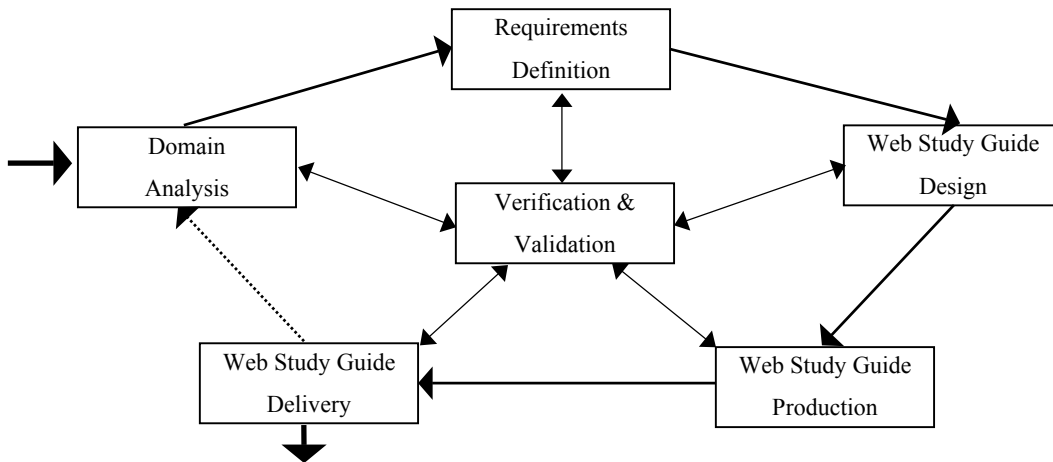 Requirements
Definition
Domain
Analysis
Web Study Guide
Design
Verification &
Validation
Web Study Guide
Delivery
Web Study Guide
Production